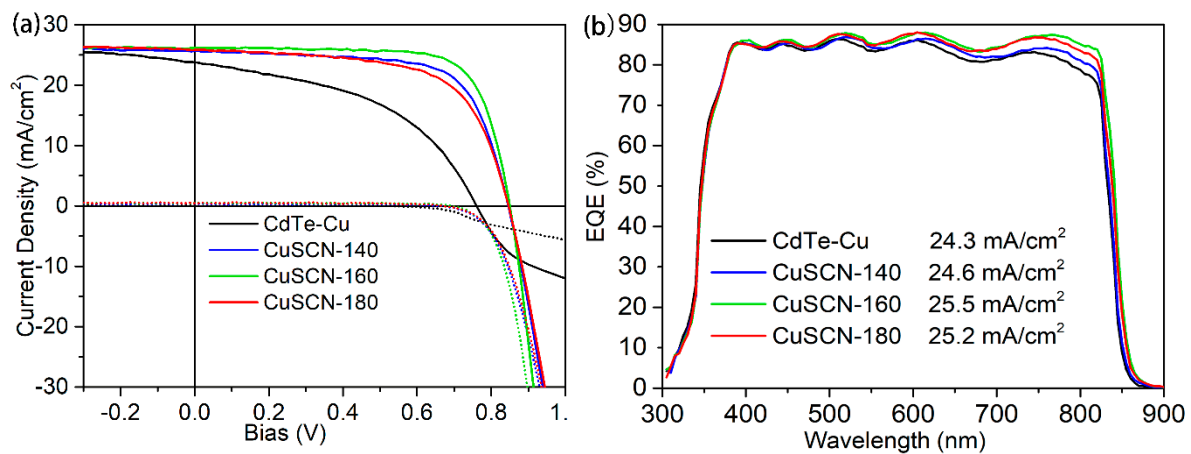 (a)
30
20
10
0
-10
-20
-30
Current Density (mA/cm²)
CdTe-Cu
CuSCN-140
CuSCN-160
CuSCN-180
-0.2 0.0 0.2 0.4 0.6 0.8 1.
Bias (V)
(b)
90
80
70
60
50
40
30
20
10
0
EQE (%)
CdTe-Cu 24.3 mA/cm²
CuSCN-140 24.6 mA/cm²
CuSCN-160 25.5 mA/cm²
CuSCN-180 25.2 mA/cm²
300 400 500 600 700 800 900
Wavelength (nm)